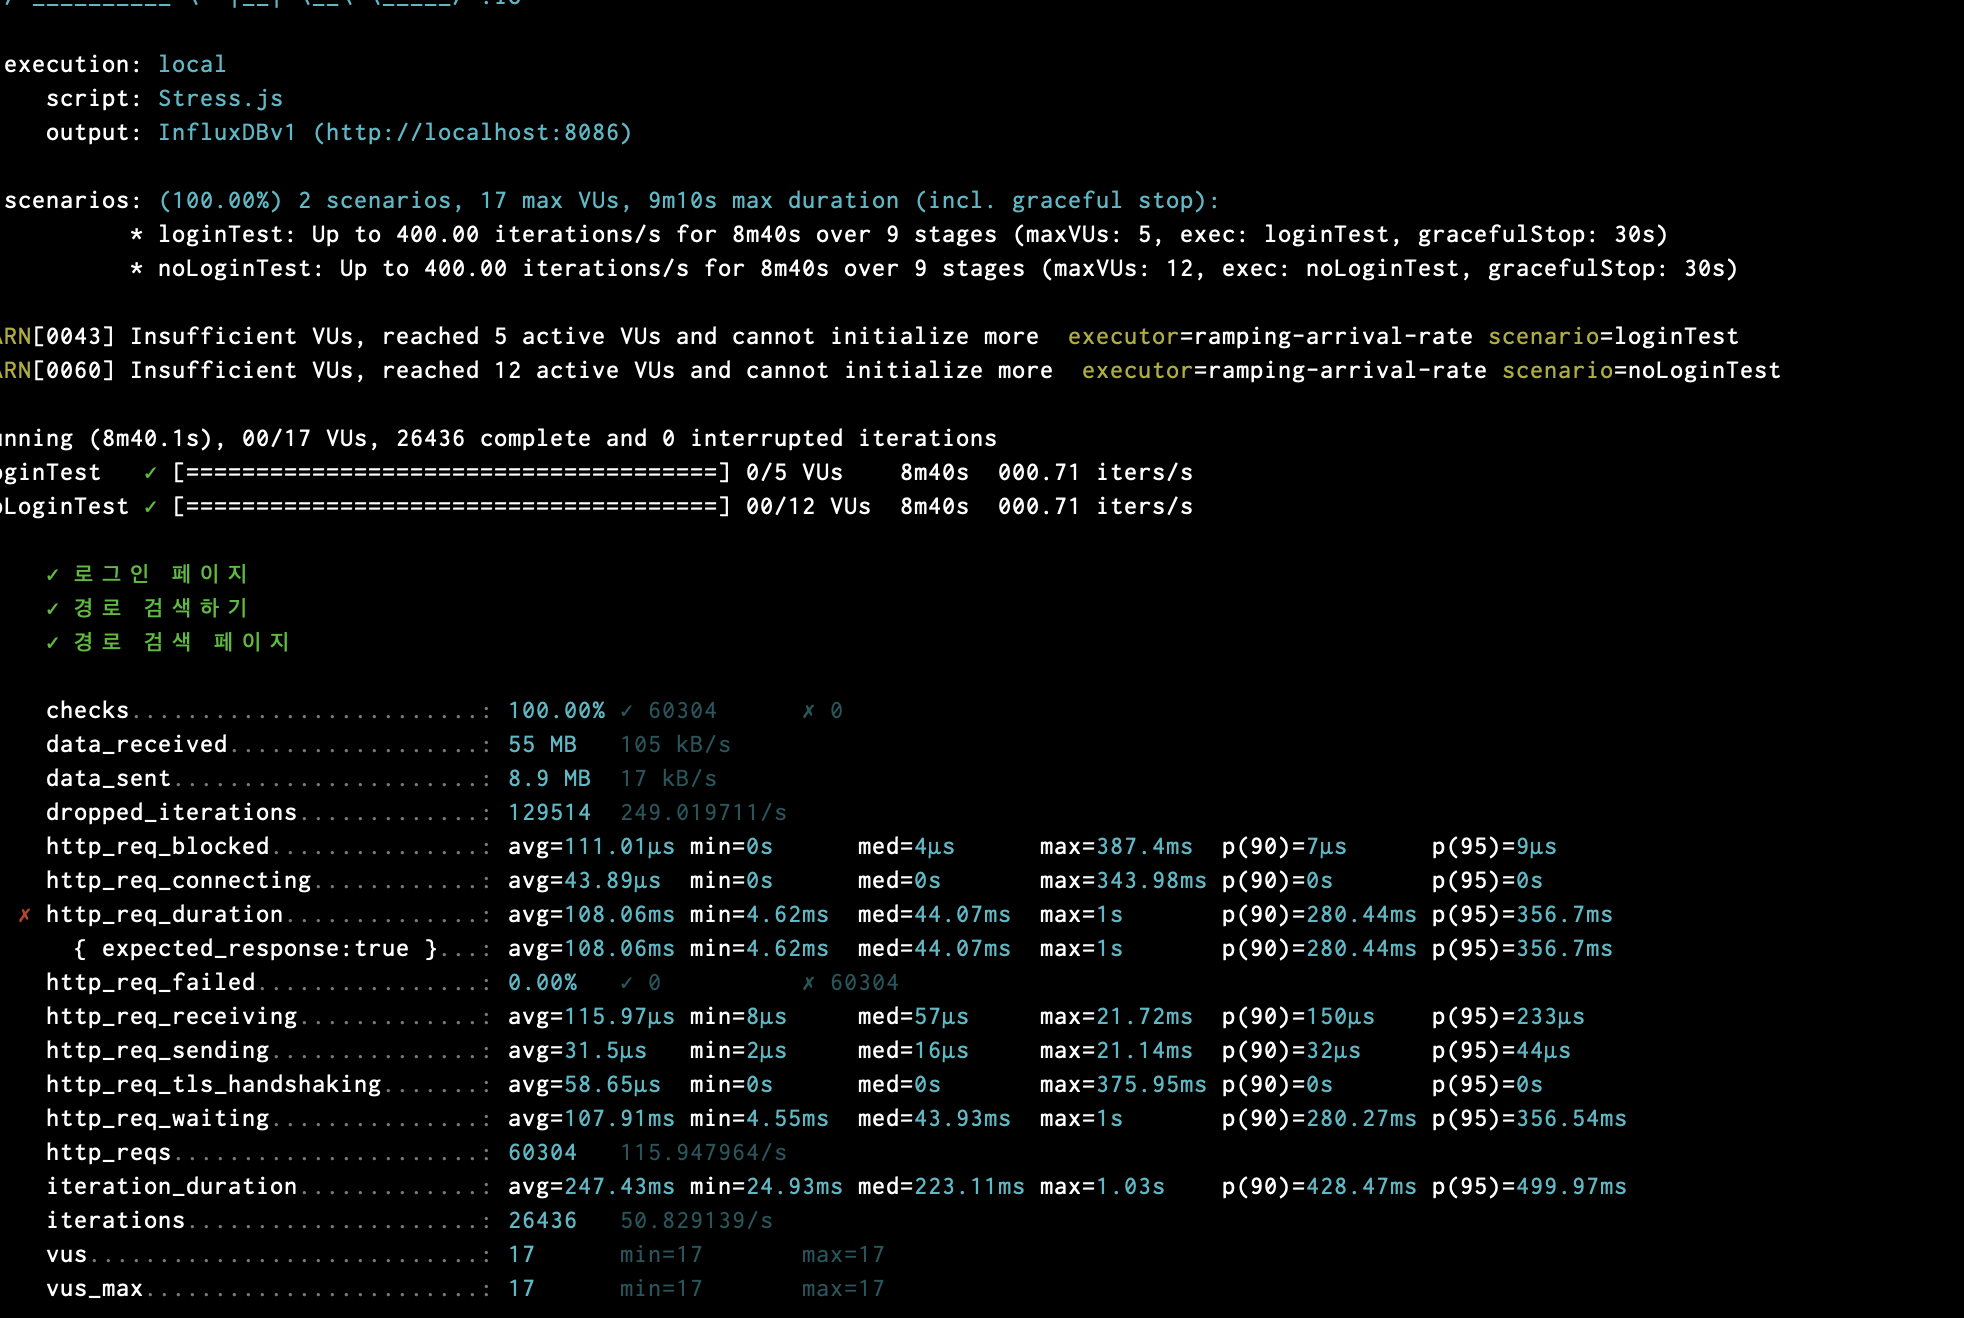 execution: local
script: Stress.js
output: InfluxDBv1 (http://localhost:8086)
scenarios: (100.00%) 2 scenarios, 17 max VUs, 9m10s max duration (incl. graceful stop):
* loginTest: Up to 400.00 iterations/s for 8m40s over 9 stages (maxVUs: 5, exec: loginTest, gracefulStop: 30s)
* noLoginTest: Up to 400.00 iterations/s for 8m40s over 9 stages (maxVUs: 12, exec: noLoginTest, gracefulStop: 30s)
ARN[0043] Insufficient VUs, reached 5 active VUs and cannot initialize more  executor=ramping-arrival-rate scenario=loginTest
ARN[0060] Insufficient VUs, reached 12 active VUs and cannot initialize more  executor=ramping-arrival-rate scenario=noLoginTest
unning (8m40.1s), 00/17 VUs, 26436 complete and 0 interrupted iterations
oginTest ✓ [======================================] 0/5 VUs 8m40s 000.71 iters/s
oLoginTest ✓ [======================================] 00/12 VUs 8m40s 000.71 iters/s
✓ 로그인 페이지
✓ 경로 검색하기
✓ 경로 검색 페이지
checks.........................: 100.00% ✓ 60304 ✗ 0
data_received..................: 55 MB 105 kB/s
data_sent......................: 8.9 MB 17 kB/s
dropped_iterations.............: 129514 249.019711/s
http_req_blocked...............: avg=111.01µs min=0s med=4µs max=387.4ms p(90)=7µs p(95)=9µs
http_req_connecting............: avg=43.89µs min=0s med=0s max=343.98ms p(90)=0s p(95)=0s
✗ http_req_duration..............: avg=108.06ms min=4.62ms med=44.07ms max=1s p(90)=280.44ms p(95)=356.7ms
{ expected_response:true }...: avg=108.06ms min=4.62ms med=44.07ms max=1s p(90)=280.44ms p(95)=356.7ms
http_req_failed................: 0.00% ✓ 0 ✗ 60304
http_req_receiving.............: avg=115.97µs min=8µs med=57µs max=21.72ms p(90)=150µs p(95)=233µs
http_req_sending...............: avg=31.5µs min=2µs med=16µs max=21.14ms p(90)=32µs p(95)=44µs
http_req_tls_handshaking.......: avg=58.65µs min=0s med=0s max=375.95ms p(90)=0s p(95)=0s
http_req_waiting...............: avg=107.91ms min=4.55ms med=43.93ms max=1s p(90)=280.27ms p(95)=356.54ms
http_reqs......................: 60304 115.947964/s
iteration_duration.............: avg=247.43ms min=24.93ms med=223.11ms max=1.03s p(90)=428.47ms p(95)=499.97ms
iterations.....................: 26436 50.829139/s
vus............................: 17 min=17 max=17
vus_max........................: 17 min=17 max=17